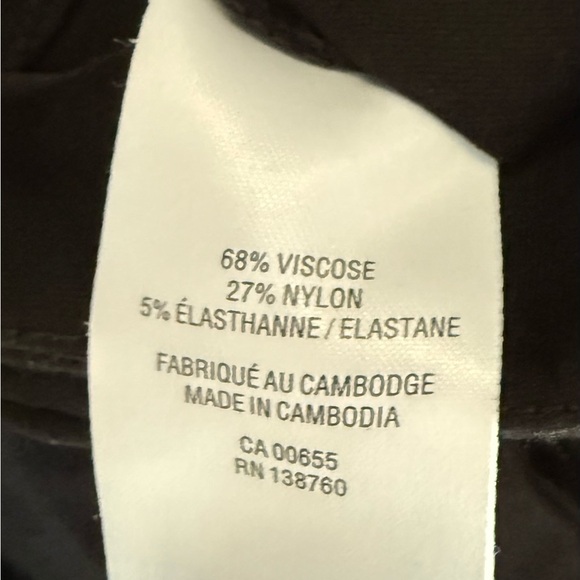 68% VISCOSE
27% NYLON
5% ÉLASTHANNE / ELASTANE
FABRIQUÉ AU CAMBODGE
MADE IN CAMBODIA
CA 00655
RN 138760